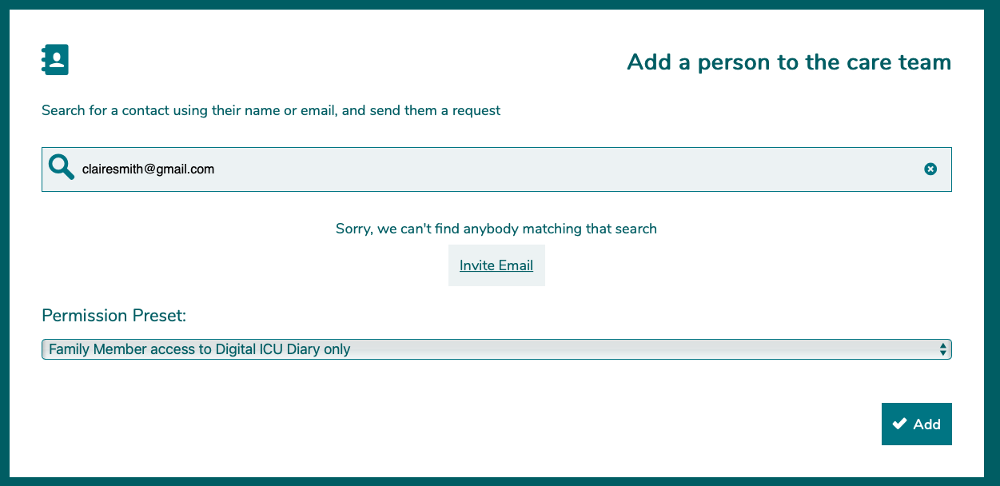 Add a person to the care team
Search for a contact using their name or email, and send them a request
clairesmith@gmail.com
Sorry, we can't find anybody matching that search
Invite Email
Permission Preset:
Family Member access to Digital ICU Diary only
Add